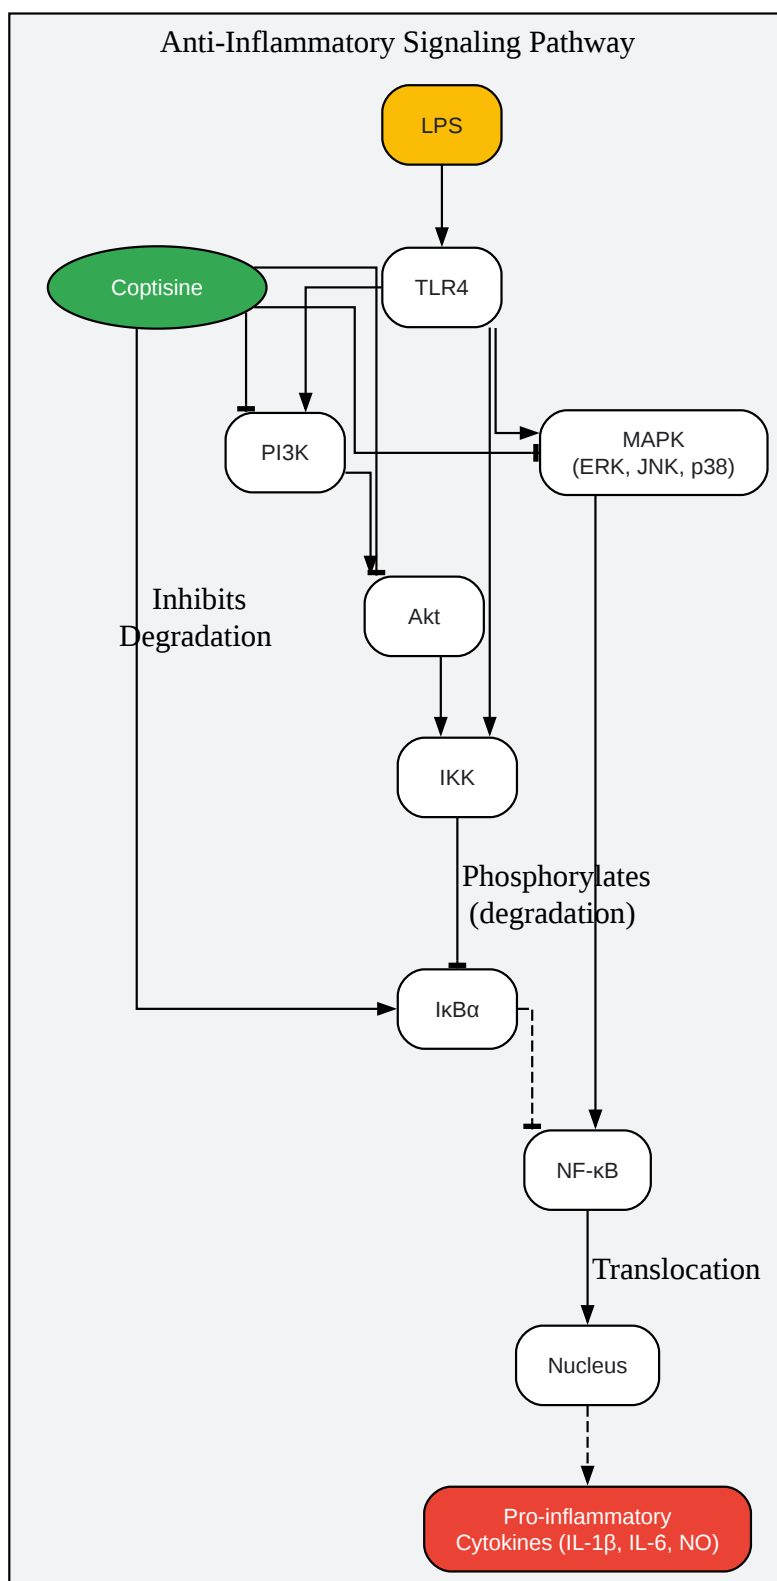 Anti-Inflammatory Signaling Pathway
LPS
Coptisine
TLR4
PI3K
MAPK
(ERK, JNK, p38)
Inhibits
Degradation
Akt
IKK
Phosphorylates
(degradation)
IκBα
NF-κB
Translocation
Nucleus
Pro-inflammatory
Cytokines (IL-1β, IL-6, NO)